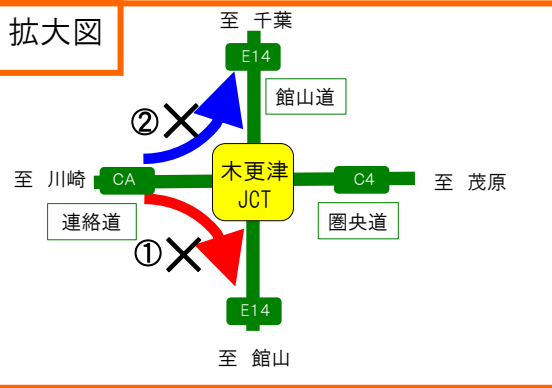 拡大図
至 千葉
E14
館山道
②
至 川崎
CA
木更津
JCT
C4
至 茂原
連絡道
圏央道
①
E14
至 館山